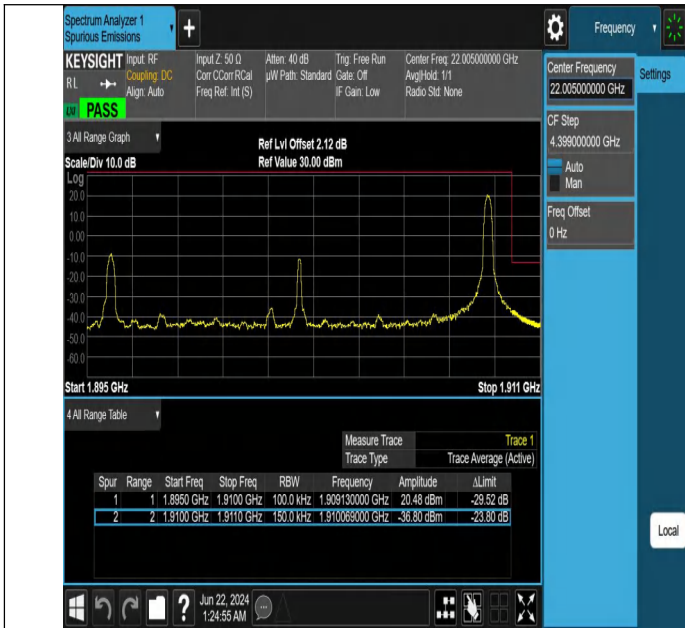 Spectrum Analyzer 1
Spurious Emissions
+
Frequency
KEYSIGHT
RL
Input: RF
Coupling: DC
Align: Auto
Input Z: 50 Ω
Corr CCorr RCal
Freq Ref: Int (S)
Atten: 40 dB
µW Path: Standard
Trig: Free Run
Gate: Off
IF Gain: Low
Center Freq: 22.005000000 GHz
Avg|Hold: 1/1
Radio Std: None
PASS
Center Frequency
22.005000000 GHz
Settings
CF Step
4.399000000 GHz
Auto
Man
Freq Offset
0 Hz
3 All Range Graph
Scale/Div 10.0 dB
Ref Lvl Offset 2.12 dB
Ref Value 30.00 dBm
Log
20.0
10.0
0.00
-10.0
-20.0
-30.0
-40.0
-50.0
-60.0
Start 1.895 GHz
Stop 1.911 GHz
4 All Range Table
Measure Trace Trace 1
Trace Type Trace Average (Active)
Spur Range Start Freq Stop Freq RBW Frequency Amplitude ΔLimit
1 1 1.8950 GHz 1.9100 GHz 100.0 kHz 1.909130000 GHz 20.48 dBm -29.52 dB
2 2 1.9100 GHz 1.9110 GHz 150.0 kHz 1.910069000 GHz -36.80 dBm -23.80 dB
Local
?
Jun 22, 2024
1:24:55 AM